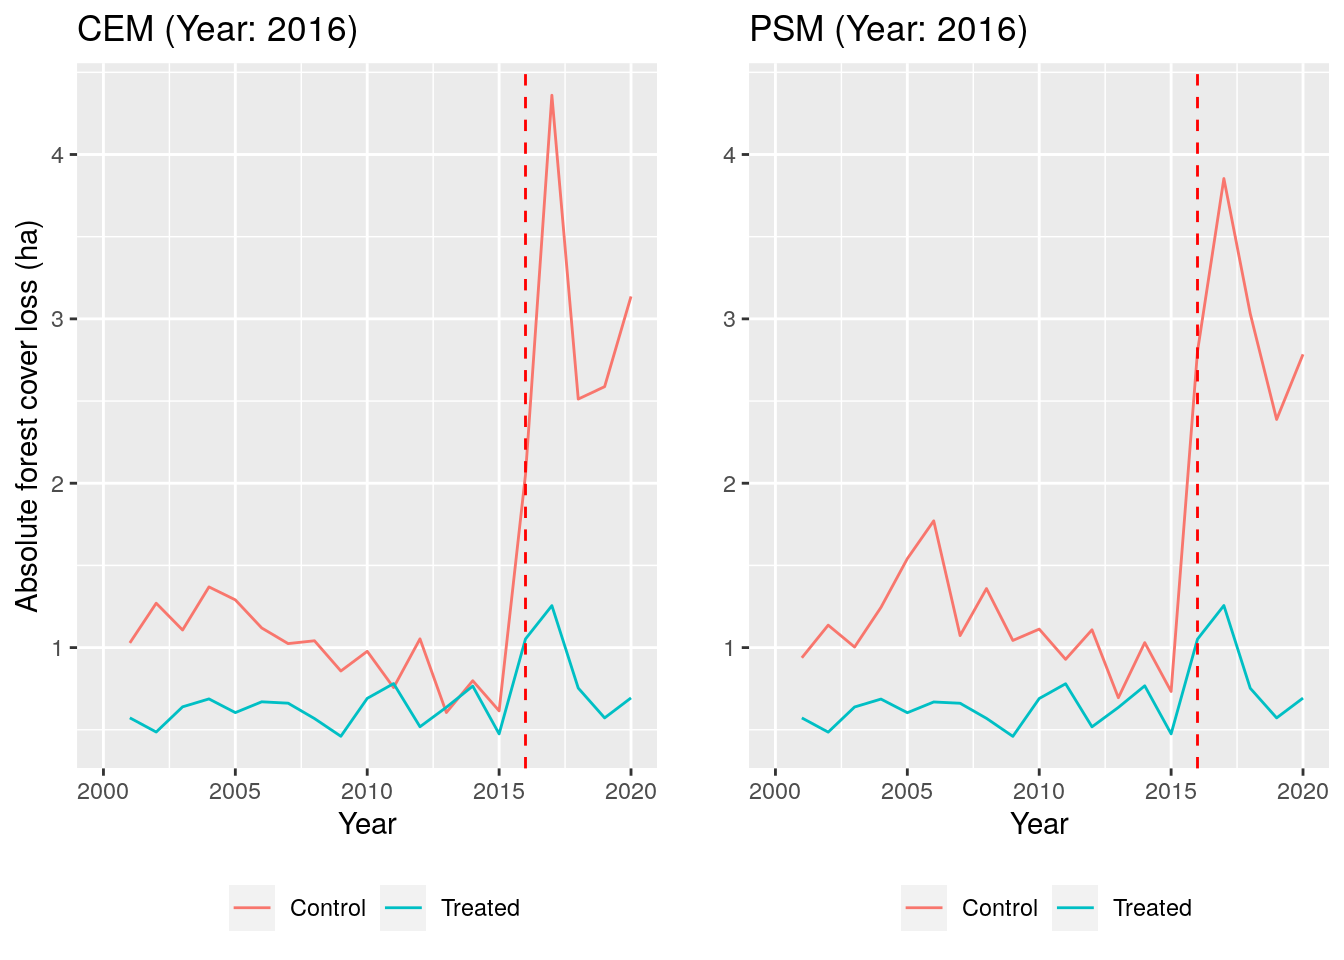 CEM (Year: 2016)
Absolute forest cover loss (ha)
4
3
2
1
2000 2005 2010 2015 2020
Year
Control Treated
PSM (Year: 2016)
4
3
2
1
2000 2005 2010 2015 2020
Year
Control Treated